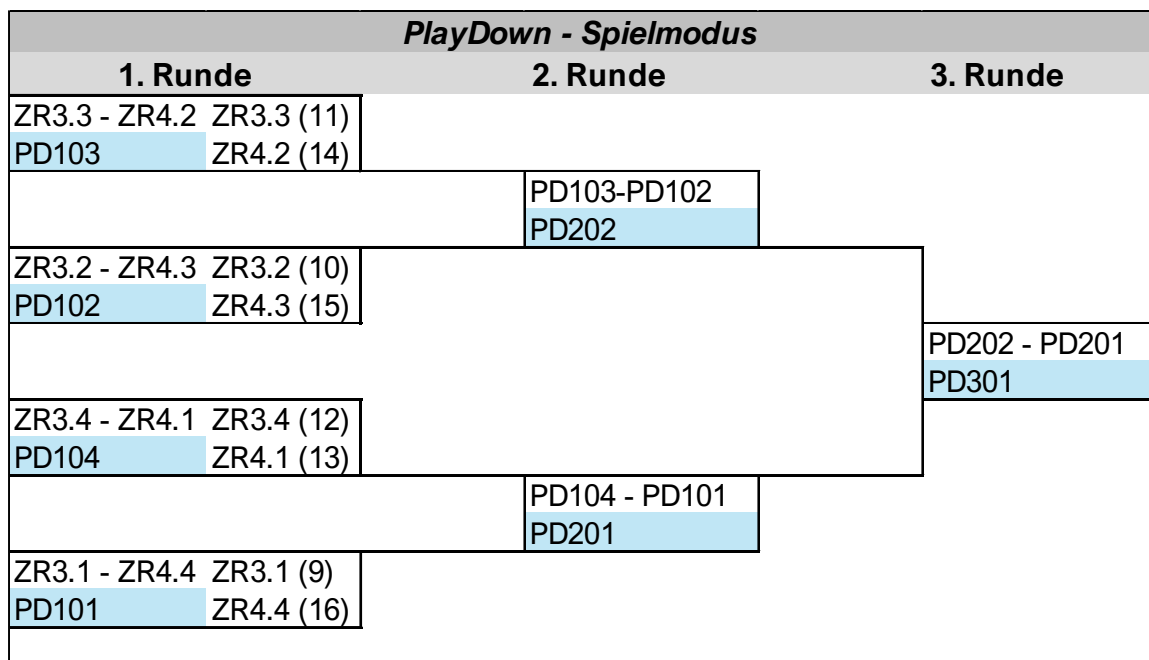 PlayDown - Spielmodus
1. Runde 2. Runde 3. Runde
ZR3.3 - ZR4.2 ZR3.3 (11)
PD103 ZR4.2 (14)
PD103-PD102
PD202
ZR3.2 - ZR4.3 ZR3.2 (10)
PD102 ZR4.3 (15)
PD202 - PD201
PD301
ZR3.4 - ZR4.1 ZR3.4 (12)
PD104 ZR4.1 (13)
PD104 - PD101
PD201
ZR3.1 - ZR4.4 ZR3.1 (9)
PD101 ZR4.4 (16)